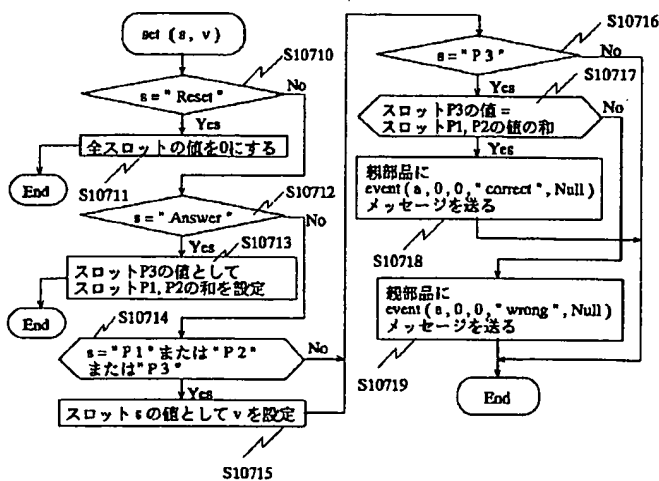 set (s, v)
S10710
s=" Reset"
No
Yes
全スロットの値を0にする
End
S10711
S10712
s=" Answer"
No
Yes
S10713
スロットP3の値として
スロットP1, P2の和を設定
End
S10714
s=" P 1 " または" P 2 "
または" P 3 "
No
Yes
スロット s の値として v を設定
S10715
S10716
s=" P 3 "
No
Yes
S10717
スロットP3の値 =
スロットP1, P2の値の和
No
Yes
親部品に
event (s , 0 , 0 , " correct " , Null )
メッセージを送る
S10718
親部品に
event (s , 0 , 0 , " wrong " , Null )
メッセージを送る
S10719
End